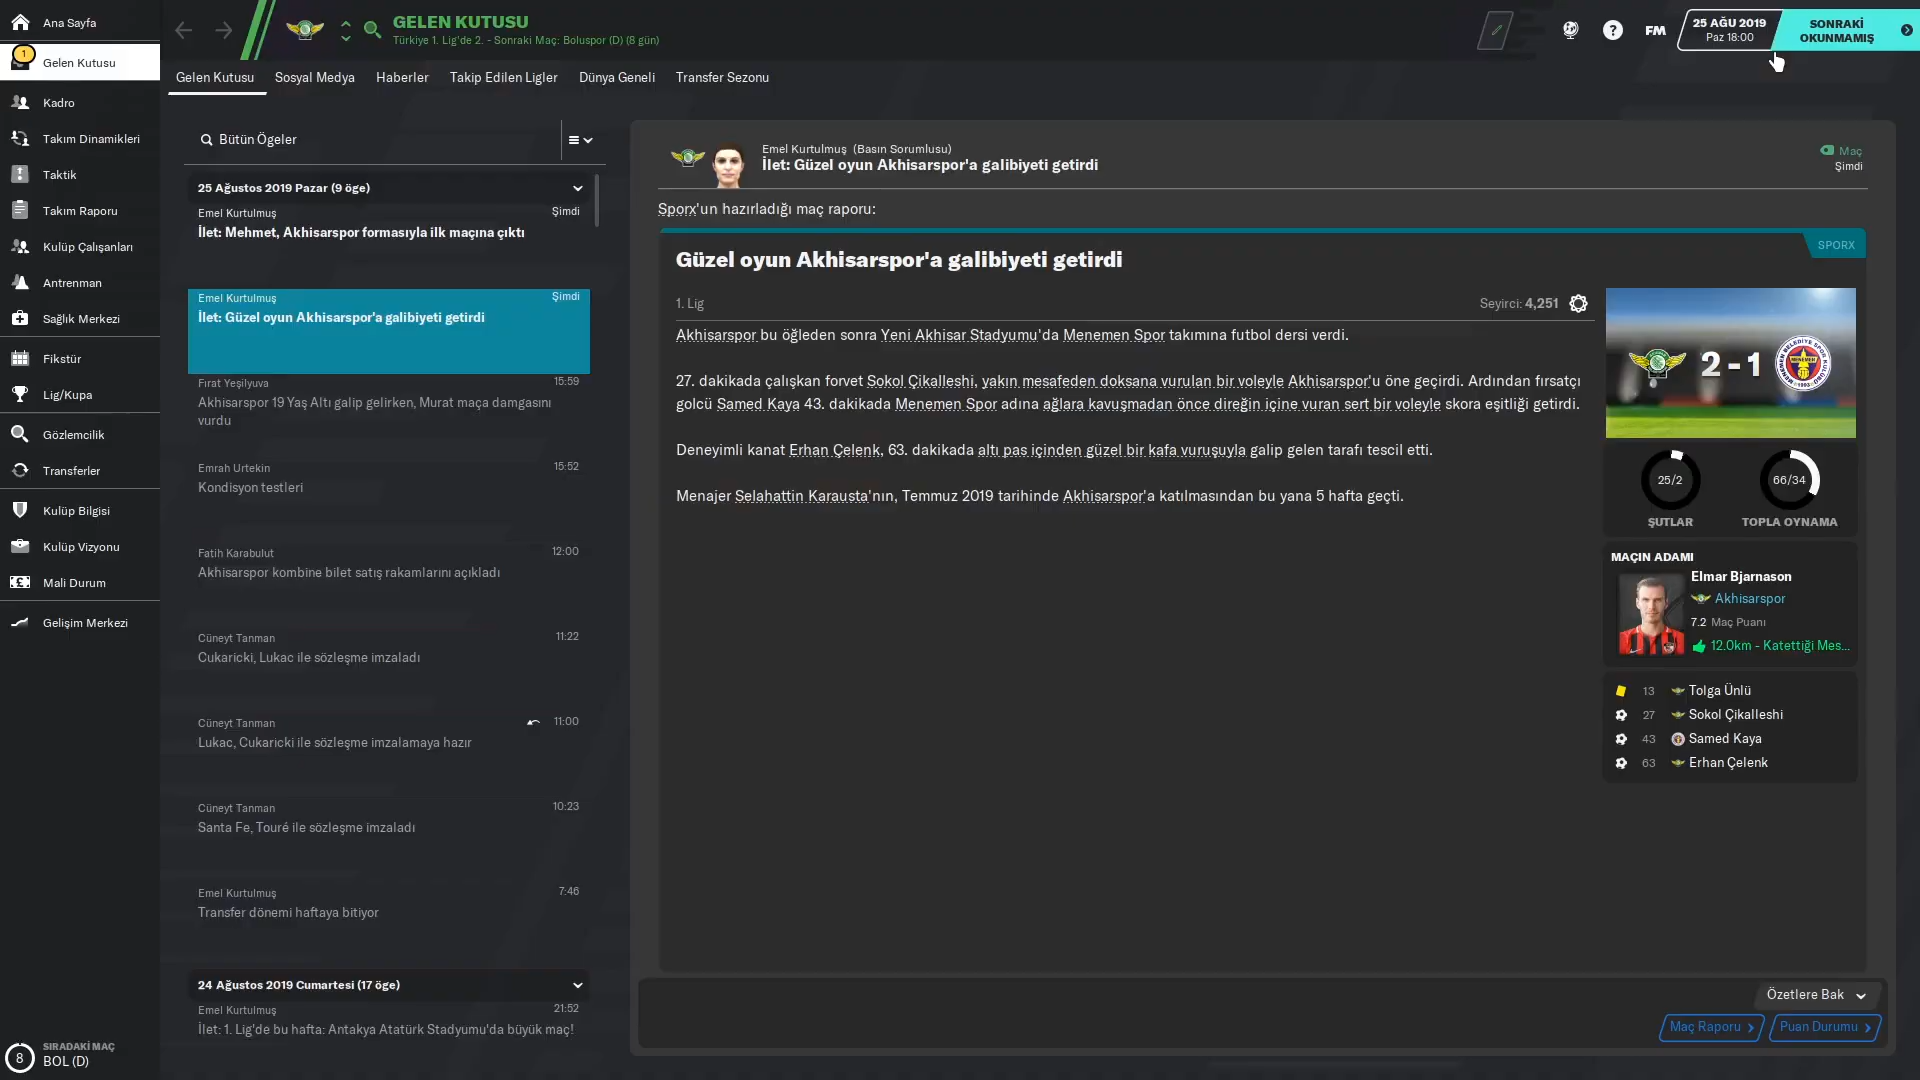 Ana Sayfa
1
Gelen Kutusu
Kadro
Takım Dinamikleri
Taktik
Takım Raporu
Kulüp Çalışanları
Antrenman
Sağlık Merkezi
Fikstür
Lig/Kupa
Gözlemcilik
Transferler
Kulüp Bilgisi
Kulüp Vizyonu
Mali Durum
Gelişim Merkezi
8
SIRADAKİ MAÇ
BOL (D)
GELEN KUTUSU
Türkiye 1. Lig'de 2. - Sonraki Maç: Boluspor (D) (8 gün)
?
FM
25 AĞU 2019
Paz 18:00
SONRAKİ
OKUNMAMIŞ
Gelen Kutusu Sosyal Medya Haberler Takip Edilen Ligler Dünya Geneli Transfer Sezonu
Bütün Ögeler
25 Ağustos 2019 Pazar (9 öge)
Emel Kurtulmuş Şimdi
İlet: Mehmet, Akhisarspor formasıyla ilk maçına çıktı
Emel Kurtulmuş Şimdi
İlet: Güzel oyun Akhisarspor'a galibiyeti getirdi
Fırat Yeşilyuva 15:59
Akhisarspor 19 Yaş Altı galip gelirken, Murat maça damgasını
vurdu
Emrah Urtekin 15:52
Kondisyon testleri
Fatih Karabulut 12:00
Akhisarspor kombine bilet satış rakamlarını açıkladı
Cüneyt Tanman 11:22
Cukaricki, Lukac ile sözleşme imzaladı
Cüneyt Tanman 11:00
Lukac, Cukaricki ile sözleşme imzalamaya hazır
Cüneyt Tanman 10:23
Santa Fe, Touré ile sözleşme imzaladı
Emel Kurtulmuş 7:46
Transfer dönemi haftaya bitiyor
24 Ağustos 2019 Cumartesi (17 öge)
Emel Kurtulmuş 21:52
İlet: 1. Lig'de bu hafta: Antakya Atatürk Stadyumu'da büyük maç!
Emel Kurtulmuş (Basın Sorumlusu)
İlet: Güzel oyun Akhisarspor'a galibiyeti getirdi
Maç
Şimdi
Sporx'un hazırladığı maç raporu:
SPORX
Güzel oyun Akhisarspor'a galibiyeti getirdi
1. Lig Seyirci: 4,251
Akhisarspor bu öğleden sonra Yeni Akhisar Stadyumu'da Menemen Spor takımına futbol dersi verdi.
27. dakikada çalışkan forvet Sokol Çikalleshi, yakın mesafeden doksana vurulan bir voleyle Akhisarspor'u öne geçirdi. Ardından fırsatçı
golcü Samed Kaya 43. dakikada Menemen Spor adına ağlara kavuşmadan önce direğin içine vuran sert bir voleyle skora eşitliği getirdi.
Deneyimli kanat Erhan Çelenk, 63. dakikada altı pas içinden güzel bir kafa vuruşuyla galip gelen tarafı tescil etti.
Menajer Selahattin Karausta'nın, Temmuz 2019 tarihinde Akhisarspor'a katılmasından bu yana 5 hafta geçti.
2 - 1
25/2 66/34
ŞUTLAR TOPLA OYNAMA
MAÇIN ADAMI
Elmar Bjarnason
Akhisarspor
7.2 Maç Puanı
12.0km - Katettiği Mes...
13 Tolga Ünlü
27 Sokol Çikalleshi
43 Samed Kaya
63 Erhan Çelenk
Özetlere Bak
Maç Raporu
Puan Durumu